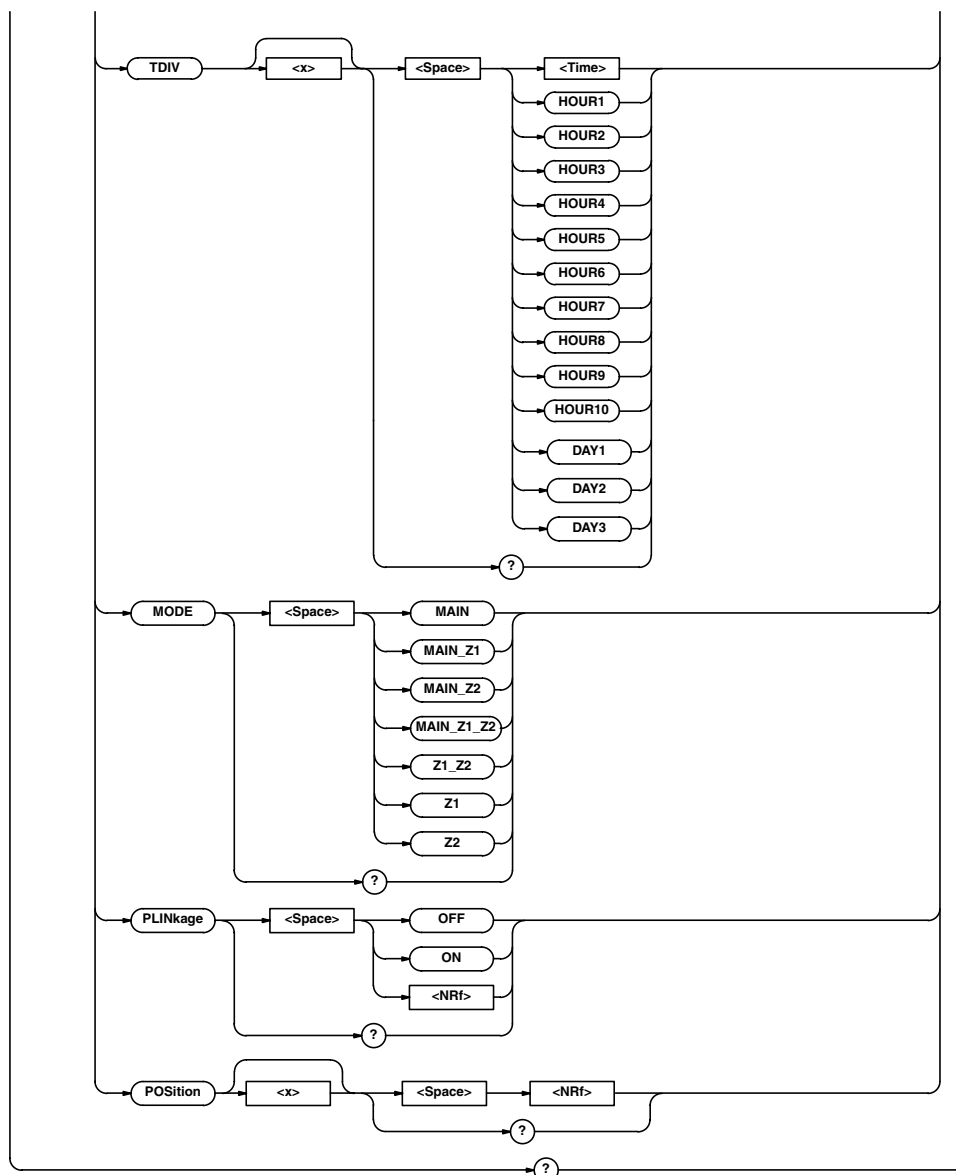 TDIV <x> <Space> <Time>
HOUR1
HOUR2
HOUR3
HOUR4
HOUR5
HOUR6
HOUR7
HOUR8
HOUR9
HOUR10
DAY1
DAY2
DAY3
?
MODE <Space> MAIN
MAIN_Z1
MAIN_Z2
MAIN_Z1_Z2
Z1_Z2
Z1
Z2
?
PLINkage <Space> OFF
ON
<NRf>
?
POSition <x> <Space> <NRf>
?
?